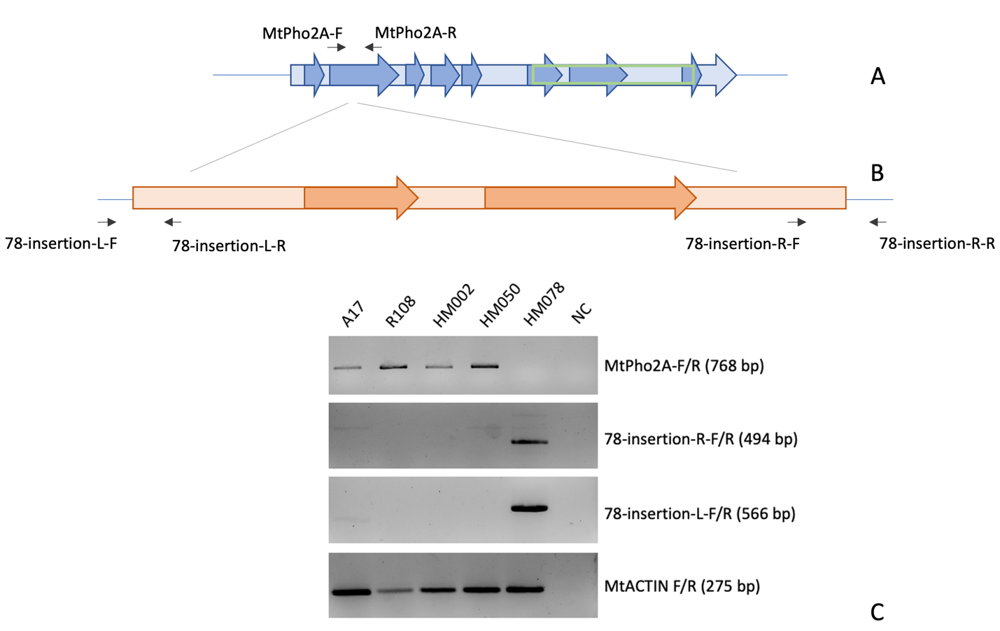 MtPho2A-F
MtPho2A-R
A
B
78-insertion-L-F
78-insertion-L-R
78-insertion-R-F
78-insertion-R-R
A17
R108
HM002
HM050
HM078
NC
MtPho2A-F/R (768 bp)
78-insertion-R-F/R (494 bp)
78-insertion-L-F/R (566 bp)
MtACTIN F/R (275 bp)
C